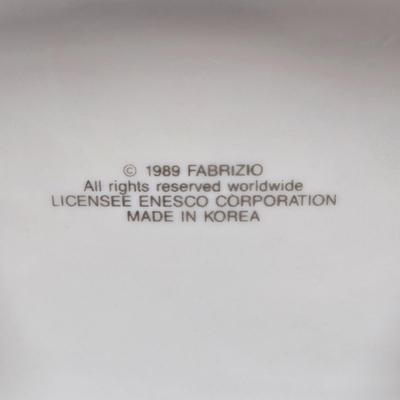 © 1989 FABRIZIO
All rights reserved worldwide
LICENSEE ENESCO CORPORATION
MADE IN KOREA